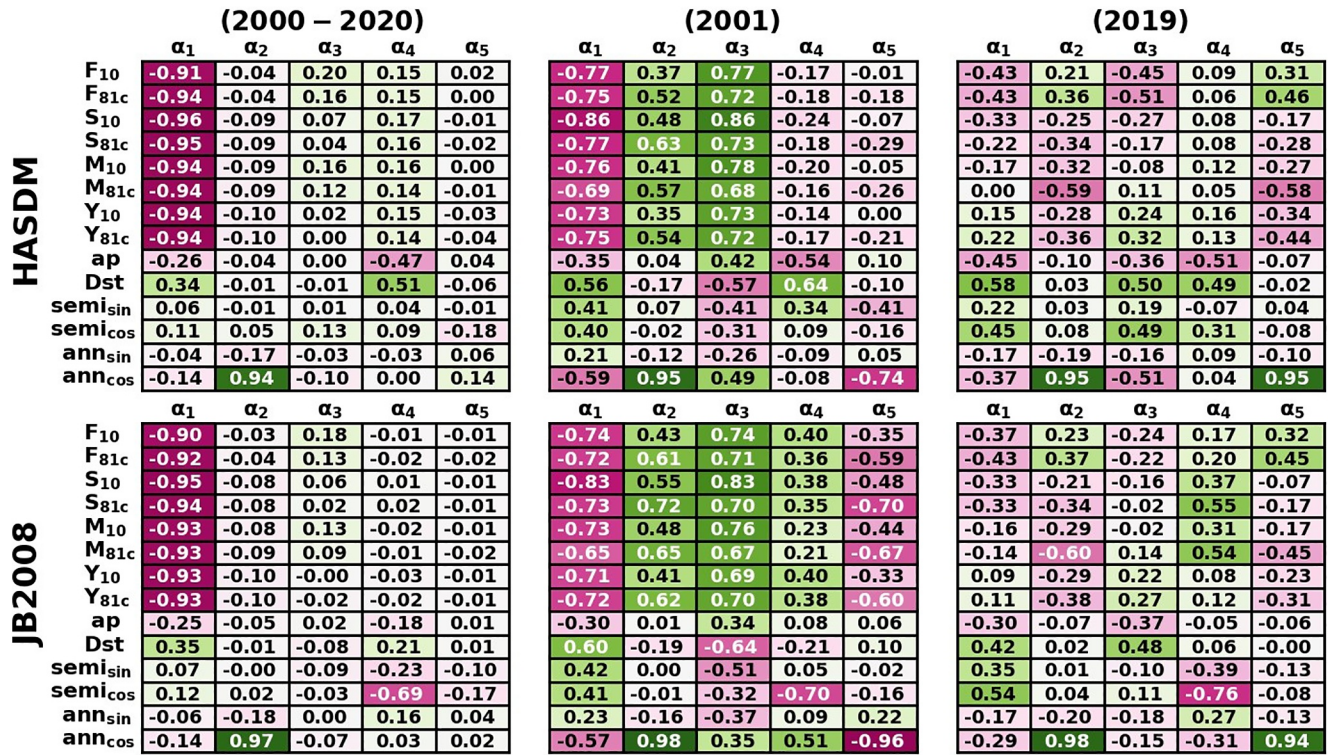 (2000 – 2020) (2001) (2019)
α1 α2 α3 α4 α5 α1 α2 α3 α4 α5 α1 α2 α3 α4 α5
F10 -0.91 -0.04 0.20 0.15 0.02 -0.77 0.37 0.77 -0.17 -0.01 -0.43 0.21 -0.45 0.09 0.31
F81c -0.94 -0.04 0.16 0.15 0.00 -0.75 0.52 0.72 -0.18 -0.18 -0.43 0.36 -0.51 0.06 0.46
S10 -0.96 -0.09 0.07 0.17 -0.01 -0.86 0.48 0.86 -0.24 -0.07 -0.33 -0.25 -0.27 0.08 -0.17
S81c -0.95 -0.09 0.04 0.16 -0.02 -0.77 0.63 0.73 -0.18 -0.29 -0.22 -0.34 -0.17 0.08 -0.28
M10 -0.94 -0.09 0.16 0.16 0.00 -0.76 0.41 0.78 -0.20 -0.05 -0.17 -0.32 -0.08 0.12 -0.27
M81c -0.94 -0.09 0.12 0.14 -0.01 -0.69 0.57 0.68 -0.16 -0.26 0.00 -0.59 0.11 0.05 -0.58
Y10 -0.94 -0.10 0.02 0.15 -0.03 -0.73 0.35 0.73 -0.14 0.00 0.15 -0.28 0.24 0.16 -0.34
Y81c -0.94 -0.10 0.00 0.14 -0.04 -0.75 0.54 0.72 -0.17 -0.21 0.22 -0.36 0.32 0.13 -0.44
ap -0.26 -0.04 0.00 -0.47 0.04 -0.35 0.04 0.42 -0.54 0.10 -0.45 -0.10 -0.36 -0.51 -0.07
Dst 0.34 -0.01 -0.01 0.51 -0.06 0.56 -0.17 -0.57 0.64 -0.10 0.58 0.03 0.50 0.49 -0.02
semisin 0.06 -0.01 0.01 0.04 -0.01 0.41 0.07 -0.41 0.34 -0.41 0.22 0.03 0.19 -0.07 0.04
semicos 0.11 0.05 0.13 0.09 -0.18 0.40 -0.02 -0.31 0.09 -0.16 0.45 0.08 0.49 0.31 -0.08
annsin -0.04 -0.17 -0.03 -0.03 0.06 0.21 -0.12 -0.26 -0.09 0.05 -0.17 -0.19 -0.16 0.09 -0.10
anncos -0.14 0.94 -0.10 0.00 0.14 -0.59 0.95 0.49 -0.08 -0.74 -0.37 0.95 -0.51 0.04 0.95
HASDM
α1 α2 α3 α4 α5 α1 α2 α3 α4 α5 α1 α2 α3 α4 α5
F10 -0.90 -0.03 0.18 -0.01 -0.01 -0.74 0.43 0.74 0.40 -0.35 -0.37 0.23 -0.24 0.17 0.32
F81c -0.92 -0.04 0.13 -0.02 -0.02 -0.72 0.61 0.71 0.36 -0.59 -0.43 0.37 -0.22 0.20 0.45
S10 -0.95 -0.08 0.06 0.01 -0.01 -0.83 0.55 0.83 0.38 -0.48 -0.33 -0.21 -0.16 0.37 -0.07
S81c -0.94 -0.08 0.02 0.02 -0.01 -0.73 0.72 0.70 0.35 -0.70 -0.33 -0.34 -0.02 0.55 -0.17
M10 -0.93 -0.08 0.13 -0.02 -0.01 -0.73 0.48 0.76 0.23 -0.44 -0.16 -0.29 -0.02 0.31 -0.17
M81c -0.93 -0.09 0.09 -0.01 -0.02 -0.65 0.65 0.67 0.21 -0.67 -0.14 -0.60 0.14 0.54 -0.45
Y10 -0.93 -0.10 -0.00 -0.03 -0.01 -0.71 0.41 0.69 0.40 -0.33 0.09 -0.29 0.22 0.08 -0.23
Y81c -0.93 -0.10 -0.02 -0.02 -0.01 -0.72 0.62 0.70 0.38 -0.60 0.11 -0.38 0.27 0.12 -0.31
ap -0.25 -0.05 0.02 -0.18 0.01 -0.30 0.01 0.34 0.08 0.06 -0.30 -0.07 -0.37 -0.05 -0.06
Dst 0.35 -0.01 -0.08 0.21 0.01 0.60 -0.19 -0.64 -0.21 0.10 0.42 0.02 0.48 0.06 -0.00
semisin 0.07 -0.00 -0.09 -0.23 -0.10 0.42 0.00 -0.51 0.05 -0.02 0.35 0.01 -0.10 -0.39 -0.13
semicos 0.12 0.02 -0.03 -0.69 -0.17 0.41 -0.01 -0.32 -0.70 -0.16 0.54 0.04 0.11 -0.76 -0.08
annsin -0.06 -0.18 0.00 0.16 0.04 0.23 -0.16 -0.37 0.09 0.22 -0.17 -0.20 -0.18 0.27 -0.13
anncos -0.14 0.97 -0.07 0.03 0.02 -0.57 0.98 0.35 0.51 -0.96 -0.29 0.98 -0.15 -0.31 0.94
JB2008